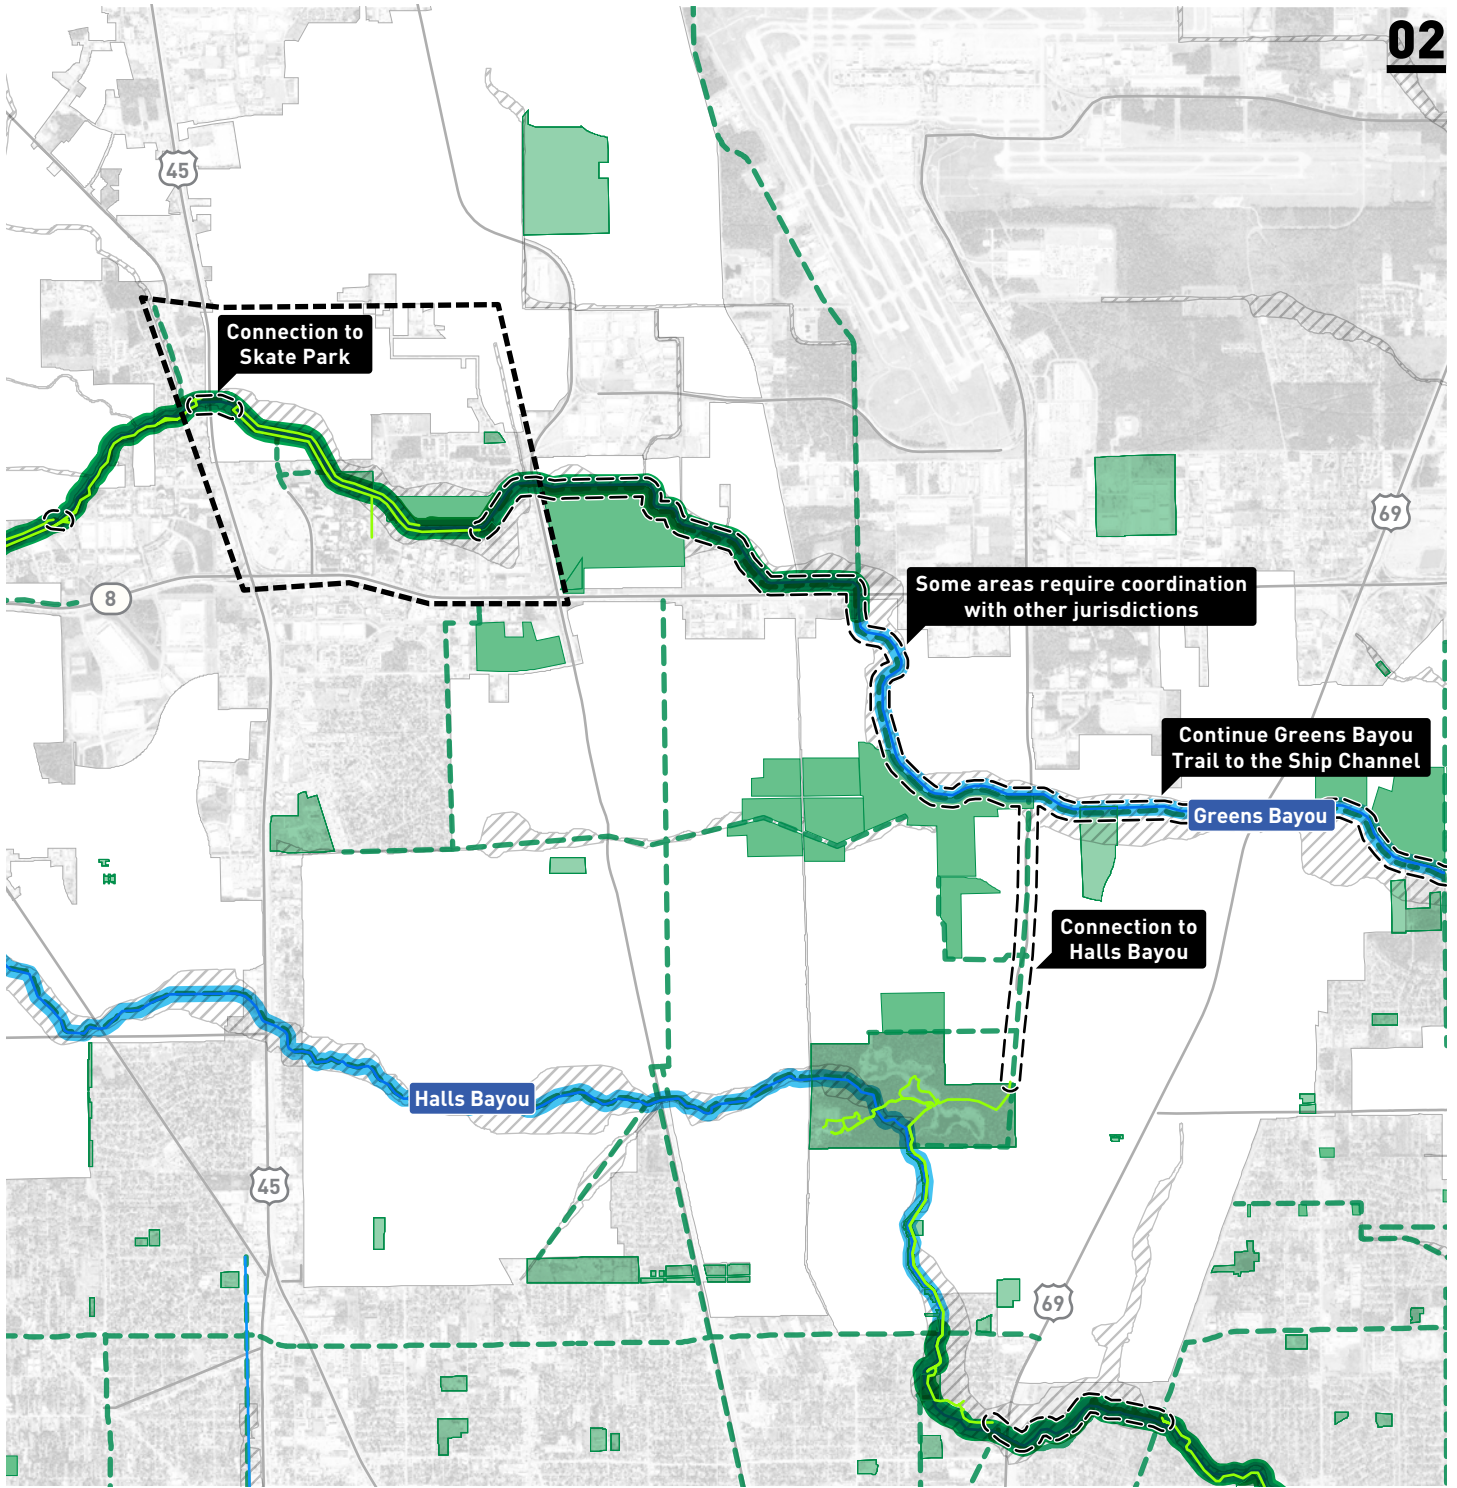 02
45
Connection to
Skate Park
69
Some areas require coordination
with other jurisdictions
8
Continue Greens Bayou
Trail to the Ship Channel
Greens Bayou
Connection to
Halls Bayou
Halls Bayou
45
69